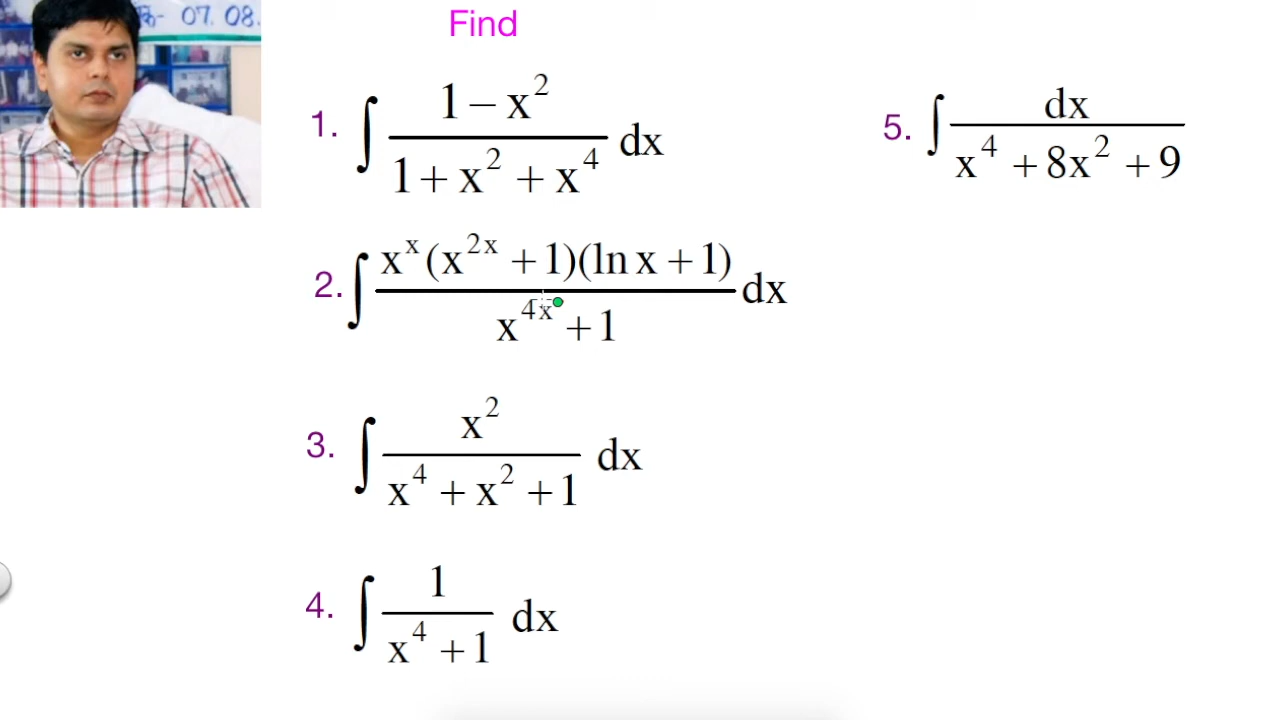 - 07.08.
Find
1. ∫ (1 − x²)/(1 + x² + x⁴) dx
2. ∫ xˣ(x²ˣ + 1)(ln x + 1)/(x⁴ˣ + 1) dx
3. ∫ x²/(x⁴ + x² + 1) dx
4. ∫ 1/(x⁴ + 1) dx
5. ∫ dx/(x⁴ + 8x² + 9)